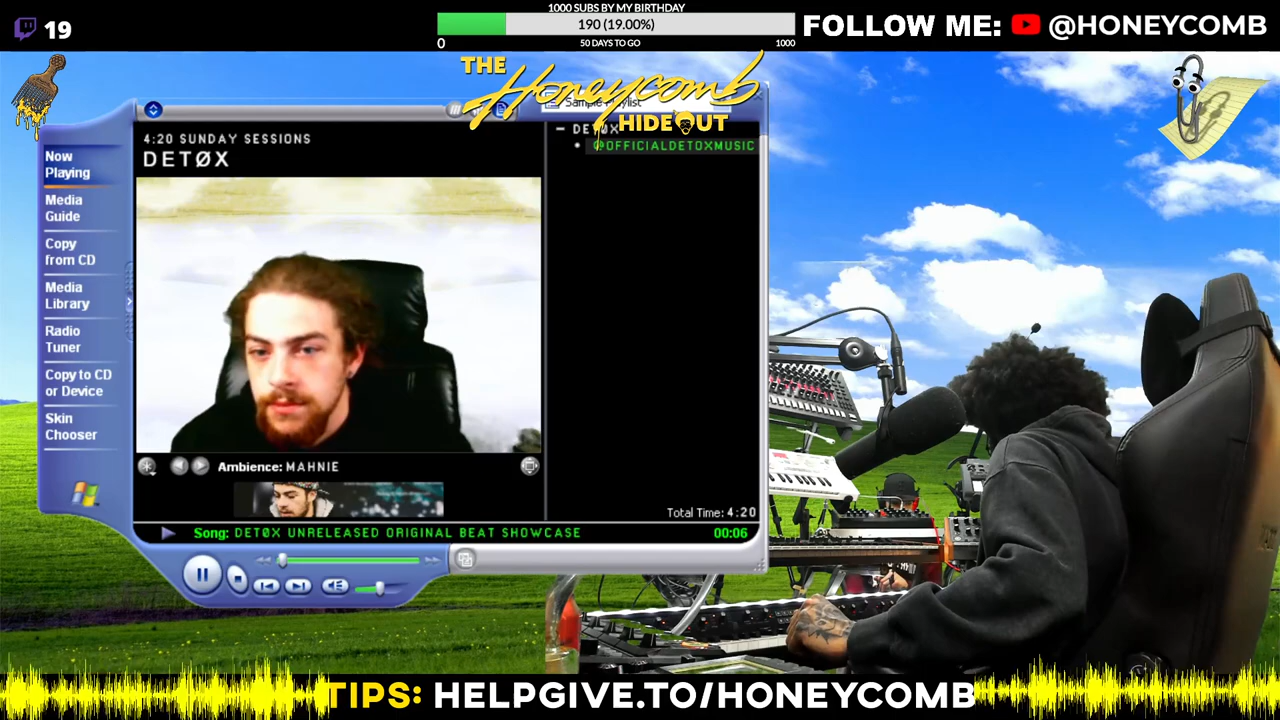 19
1000 SUBS BY MY BIRTHDAY
190 (19.00%)
0
50 DAYS TO GO
1000
FOLLOW ME: @HONEYCOMB
THE
Honeycomb
HIDEOUT
Sample Playlist
4:20 SUNDAY SESSIONS
DETØX
DETØX
@OFFICIALDETOXMUSIC
Now
Playing
Media
Guide
Copy
from CD
Media
Library
Radio
Tuner
Copy to CD
or Device
Skin
Chooser
Ambience: MAHNIE
Total Time: 4:20
Song: DETØX UNRELEASED ORIGINAL BEAT SHOWCASE
00:06
TIPS: HELPGIVE.TO/HONEYCOMB